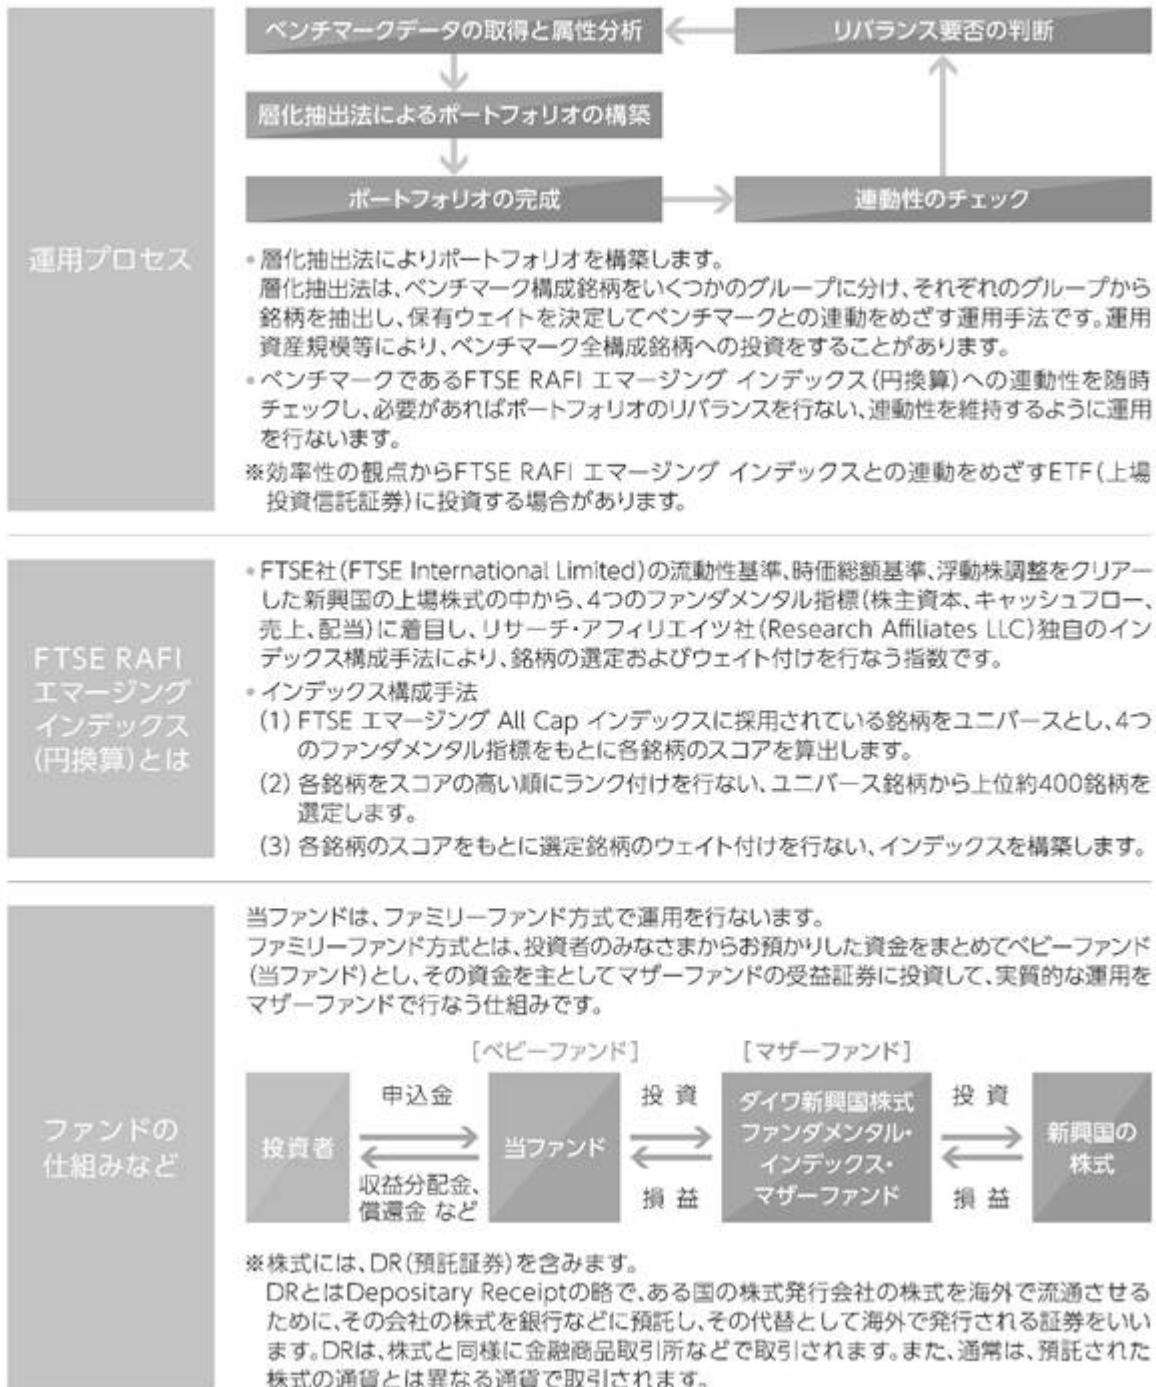 ベンチマークデータの取得と属性分析
リバランス要否の判断
層化抽出法によるポートフォリオの構築
ポートフォリオの完成
連動性のチェック
運用プロセス
•層化抽出法によりポートフォリオを構築します。
層化抽出法は、ベンチマーク構成銘柄をいくつかのグループに分け、それぞれのグループから
銘柄を抽出し、保有ウェイトを決定してベンチマークとの連動をめざす運用手法です。運用
資産規模等により、ベンチマーク全構成銘柄への投資をすることがあります。
•ベンチマークであるFTSE RAFI エマージング インデックス（円換算）への連動性を随時
チェックし、必要があればポートフォリオのリバランスを行ない、連動性を維持するように運用
を行ないます。
※効率性の観点からFTSE RAFI エマージング インデックスとの連動をめざすETF（上場
投資信託証券）に投資する場合があります。
FTSE RAFI
エマージング
インデックス
（円換算）とは
•FTSE社（FTSE International Limited）の流動性基準、時価総額基準、浮動株調整をクリアー
した新興国の上場株式の中から、4つのファンダメンタル指標（株主資本、キャッシュフロー、
売上、配当）に着目し、リサーチ・アフィリエイツ社（Research Affiliates LLC）独自のイン
デックス構成手法により、銘柄の選定およびウェイト付けを行なう指数です。
•インデックス構成手法
(1) FTSE エマージング All Cap インデックスに採用されている銘柄をユニバースとし、4つ
のファンダメンタル指標をもとに各銘柄のスコアを算出します。
(2) 各銘柄をスコアの高い順にランク付けを行ない、ユニバース銘柄から上位約400銘柄を
選定します。
(3) 各銘柄のスコアをもとに選定銘柄のウェイト付けを行ない、インデックスを構築します。
ファンドの
仕組みなど
当ファンドは、ファミリーファンド方式で運用を行ないます。
ファミリーファンド方式とは、投資者のみなさまからお預かりした資金をまとめてベビーファンド
（当ファンド）とし、その資金を主としてマザーファンドの受益証券に投資して、実質的な運用を
マザーファンドで行なう仕組みです。
［ベビーファンド］
［マザーファンド］
投資者
申込金
収益分配金、
償還金 など
当ファンド
投 資
損 益
ダイワ新興国株式
ファンダメンタル・
インデックス・
マザーファンド
投 資
損 益
新興国の
株式
※株式には、DR（預託証券）を含みます。
DRとはDepositary Receiptの略で、ある国の株式発行会社の株式を海外で流通させる
ために、その会社の株式を銀行などに預託し、その代替として海外で発行される証券をいい
ます。DRは、株式と同様に金融商品取引所などで取引されます。また、通常は、預託された
株式の通貨とは異なる通貨で取引されます。